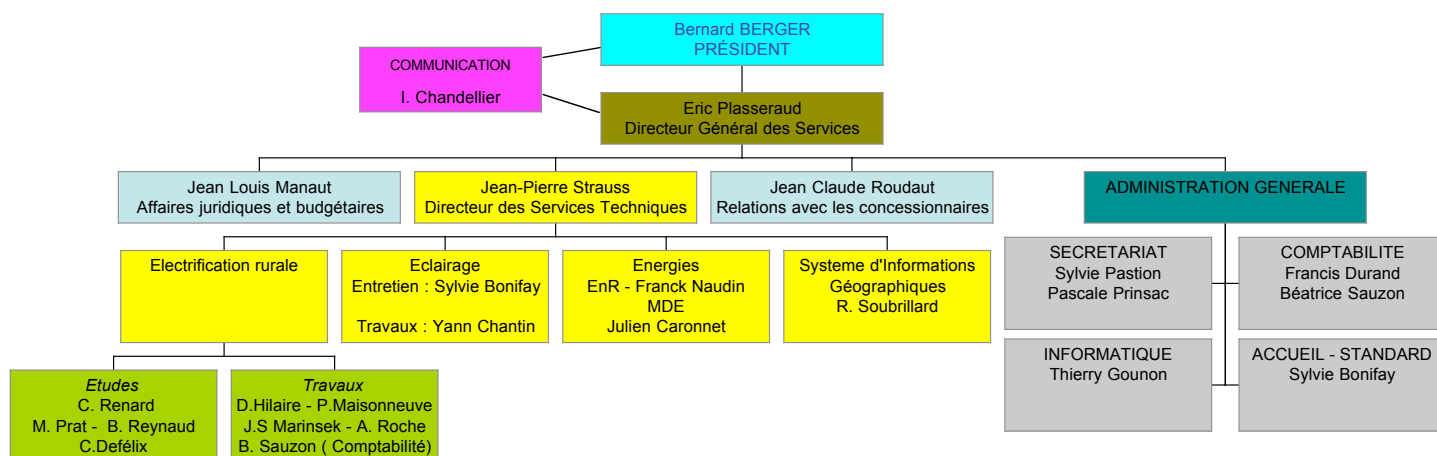 Bernard BERGER
PRÉSIDENT
COMMUNICATION
I. Chandellier
Eric Plasseraud
Directeur Général des Services
Jean Louis Manaut
Affaires juridiques et budgétaires
Jean-Pierre Strauss
Directeur des Services Techniques
Jean Claude Roudaut
Relations avec les concessionnaires
ADMINISTRATION GENERALE
Electrification rurale
Eclairage
Entretien : Sylvie Bonifay
Travaux : Yann Chantin
Energies
EnR - Franck Naudin
MDE
Julien Caronnet
Systeme d'Informations
Géographiques
R. Soubrillard
SECRETARIAT
Sylvie Pastion
Pascale Prinsac
COMPTABILITE
Francis Durand
Béatrice Sauzon
INFORMATIQUE
Thierry Gounon
ACCUEIL - STANDARD
Sylvie Bonifay
Etudes
C. Renard
M. Prat - B. Reynaud
C.Defélix
Travaux
D.Hilaire - P.Maisonneuve
J.S Marinsek - A. Roche
B. Sauzon ( Comptabilité)